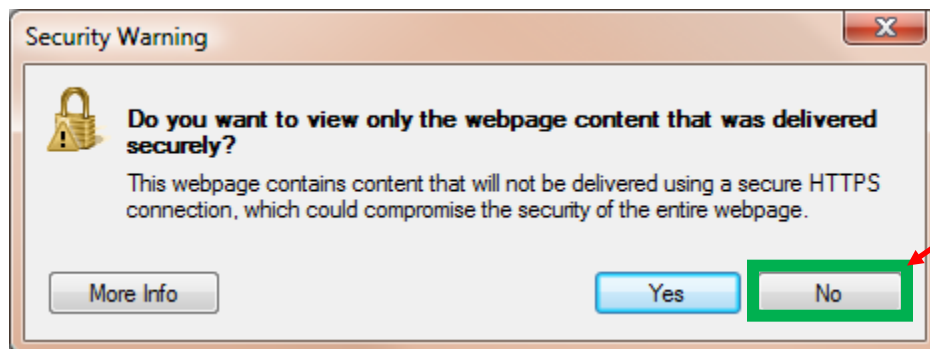 Security Warning
Do you want to view only the webpage content that was delivered
securely?
This webpage contains content that will not be delivered using a secure HTTPS
connection, which could compromise the security of the entire webpage.
More Info Yes No